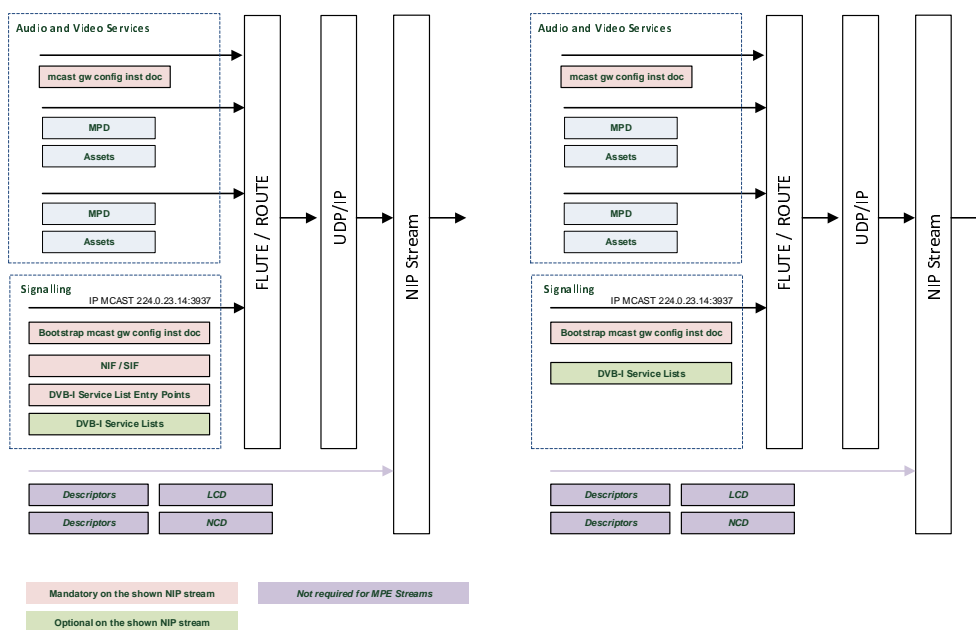 Audio and Video Services
mcast gw config inst doc
MPD
Assets
MPD
Assets
Signalling
IP MCAST 224.0.23.14:3937
Bootstrap mcast gw config inst doc
NIF / SIF
DVB-I Service List Entry Points
DVB-I Service Lists
FLUTE / ROUTE
UDP/IP
NIP Stream
Descriptors
LCD
Descriptors
NCD
Audio and Video Services
mcast gw config inst doc
MPD
Assets
MPD
Assets
Signalling
IP MCAST 224.0.23.14:3937
Bootstrap mcast gw config inst doc
DVB-I Service Lists
FLUTE / ROUTE
UDP/IP
NIP Stream
Descriptors
LCD
Descriptors
NCD
Mandatory on the shown NIP stream
Not required for MPE Streams
Optional on the shown NIP stream